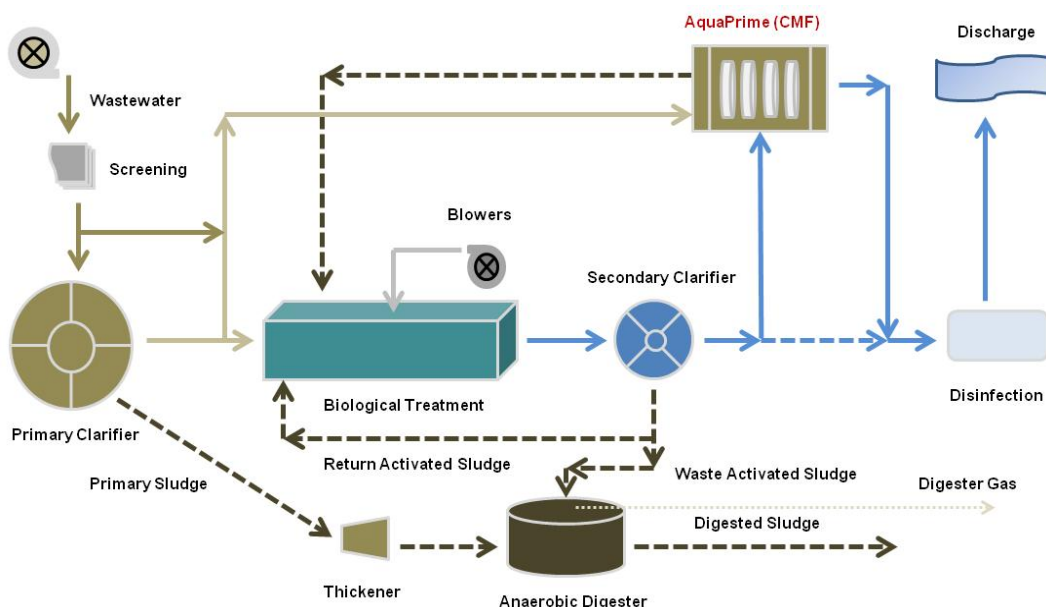 AquaPrime (CMF)
Discharge
Wastewater
Screening
Blowers
Secondary Clarifier
Biological Treatment
Disinfection
Primary Clarifier
Return Activated Sludge
Primary Sludge
Waste Activated Sludge
Digester Gas
Digested Sludge
Thickener
Anaerobic Digester